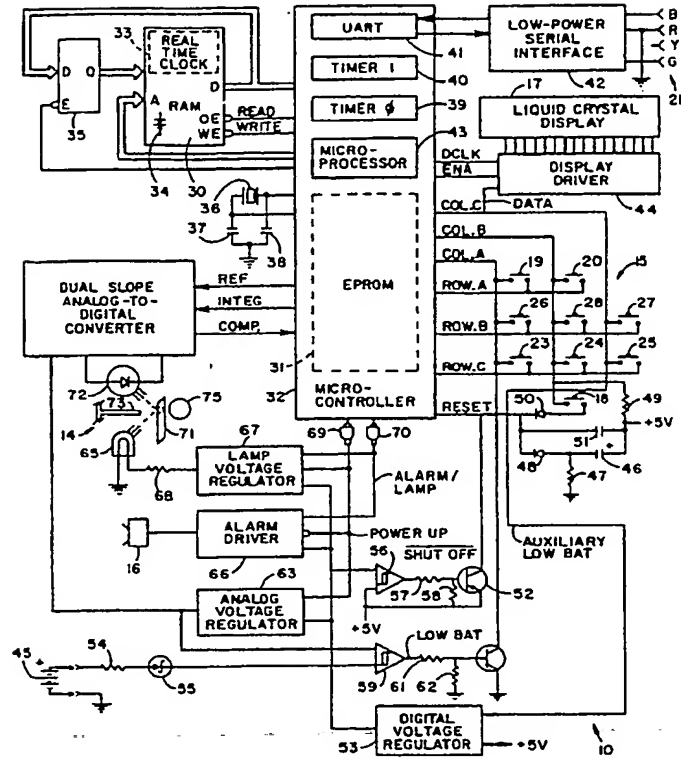 33
REAL
TIME
CLOCK
D
Q
E
35
A
RAM
D
OE
WE
READ
WRITE
34
30
36
37
38
UART
41
TIMER 1
40
TIMER Ø
39
43
MICRO-
PROCESSOR
EPROM
31
32
MICRO-
CONTROLLER
LOW-POWER
SERIAL
INTERFACE
42
B
R
Y
G
21
17
LIQUID CRYSTAL
DISPLAY
DCLK
ENA
DISPLAY
DRIVER
44
COL.C
DATA
COL.B
COL.A
19
20
15
ROW.A
26
28
27
ROW.B
23
24
25
ROW.C
RESET
50
18
49
+5V
51
48
46
+
47
DUAL SLOPE
ANALOG-TO-
DIGITAL
CONVERTER
REF
INTEG
COMP.
72
73
75
14
71
65
68
67
LAMP
VOLTAGE
REGULATOR
69
70
ALARM/
LAMP
16
ALARM
DRIVER
66
POWER UP
SHUT OFF
56
57
58
52
+5V
AUXILIARY
LOW BAT
63
ANALOG
VOLTAGE
REGULATOR
LOW BAT
59
61
62
45
+
54
55
DIGITAL
VOLTAGE
REGULATOR
53
+5V
10